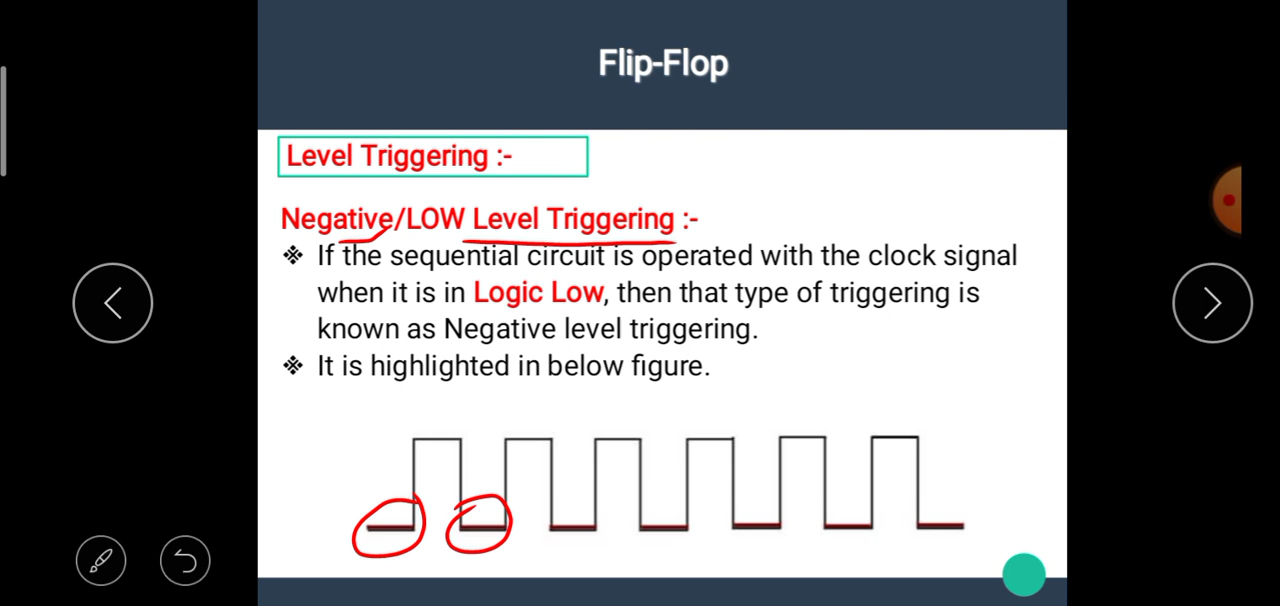 Flip-Flop
Level Triggering :-
Negative/LOW Level Triggering :-
❖ If the sequential circuit is operated with the clock signal
when it is in Logic Low, then that type of triggering is
known as Negative level triggering.
❖ It is highlighted in below figure.